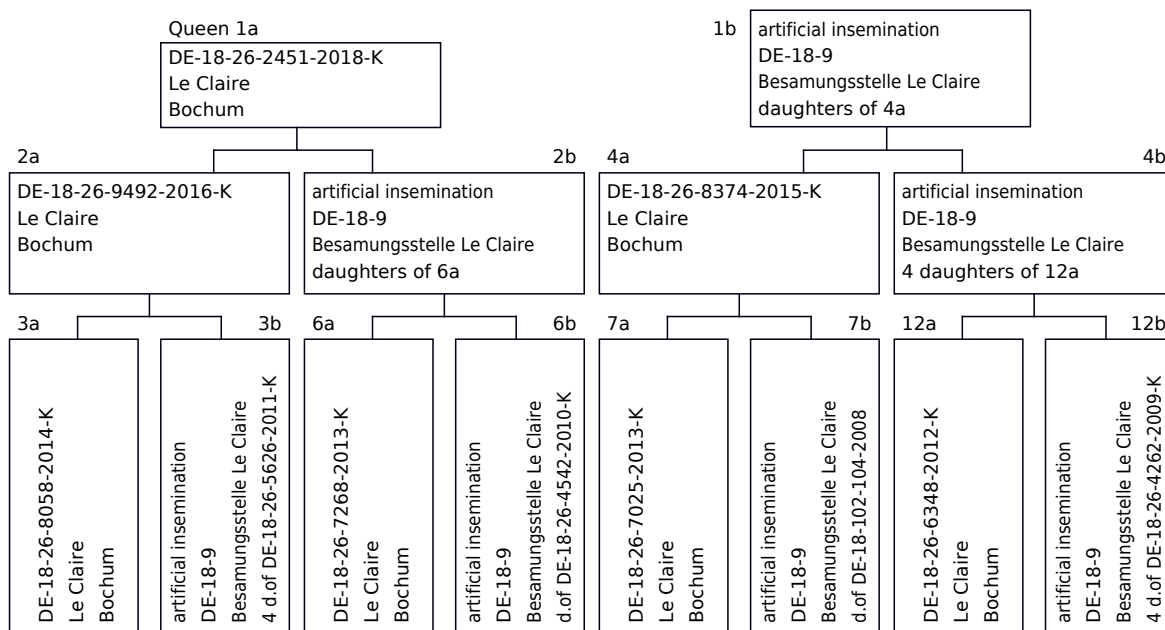 Queen 1a
DE-18-26-2451-2018-K
Le Claire
Bochum
1b
artificial insemination
DE-18-9
Besamungsstelle Le Claire
daughters of 4a
2a
DE-18-26-9492-2016-K
Le Claire
Bochum
2b
artificial insemination
DE-18-9
Besamungsstelle Le Claire
daughters of 6a
4a
DE-18-26-8374-2015-K
Le Claire
Bochum
4b
artificial insemination
DE-18-9
Besamungsstelle Le Claire
4 daughters of 12a
3a
DE-18-26-8058-2014-K
Le Claire
Bochum
3b
artificial insemination
DE-18-9
Besamungsstelle Le Claire
4 d.of DE-18-26-5626-2011-K
6a
DE-18-26-7268-2013-K
Le Claire
Bochum
6b
artificial insemination
DE-18-9
Besamungsstelle Le Claire
d.of DE-18-26-4542-2010-K
7a
DE-18-26-7025-2013-K
Le Claire
Bochum
7b
artificial insemination
DE-18-9
Besamungsstelle Le Claire
d.of DE-18-102-104-2008
12a
DE-18-26-6348-2012-K
Le Claire
Bochum
12b
artificial insemination
DE-18-9
Besamungsstelle Le Claire
4 d.of DE-18-26-4262-2009-K